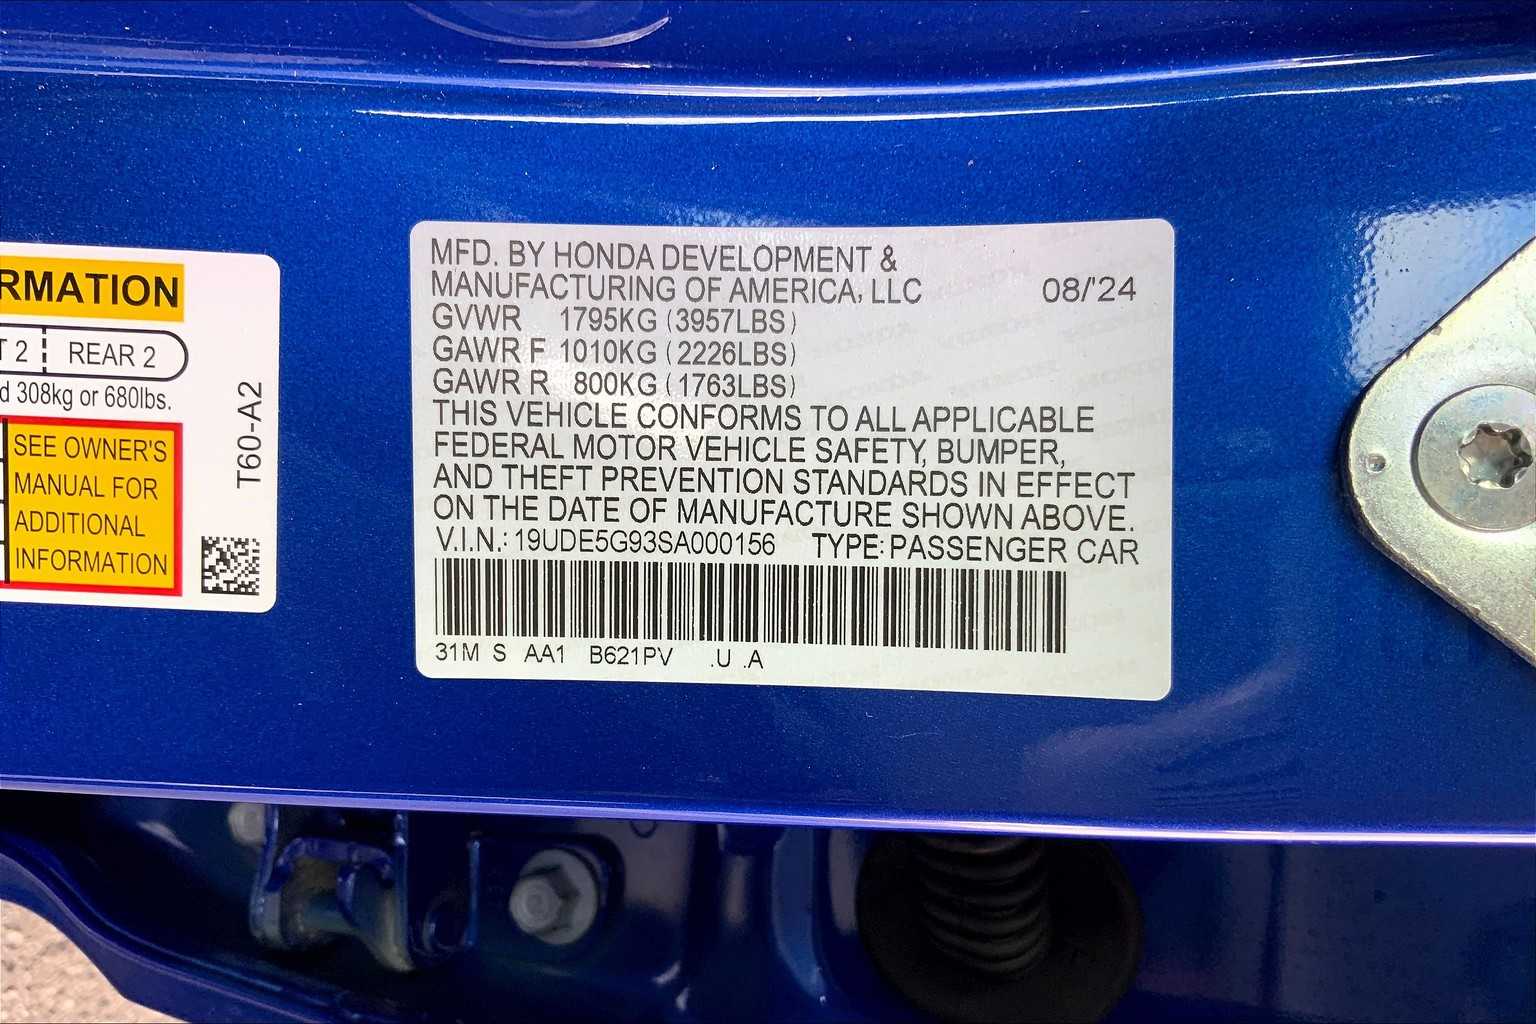 RMATION
T 2 REAR 2
d 308kg or 680lbs.
SEE OWNER'S
MANUAL FOR
ADDITIONAL
INFORMATION
T60-A2
MFD. BY HONDA DEVELOPMENT &
MANUFACTURING OF AMERICA, LLC 08/'24
GVWR 1795KG (3957LBS)
GAWR F 1010KG (2226LBS)
GAWR R 800KG (1763LBS)
THIS VEHICLE CONFORMS TO ALL APPLICABLE
FEDERAL MOTOR VEHICLE SAFETY, BUMPER,
AND THEFT PREVENTION STANDARDS IN EFFECT
ON THE DATE OF MANUFACTURE SHOWN ABOVE.
V.I.N.: 19UDE5G93SA000156 TYPE: PASSENGER CAR
31M S AA1 B621PV .U .A